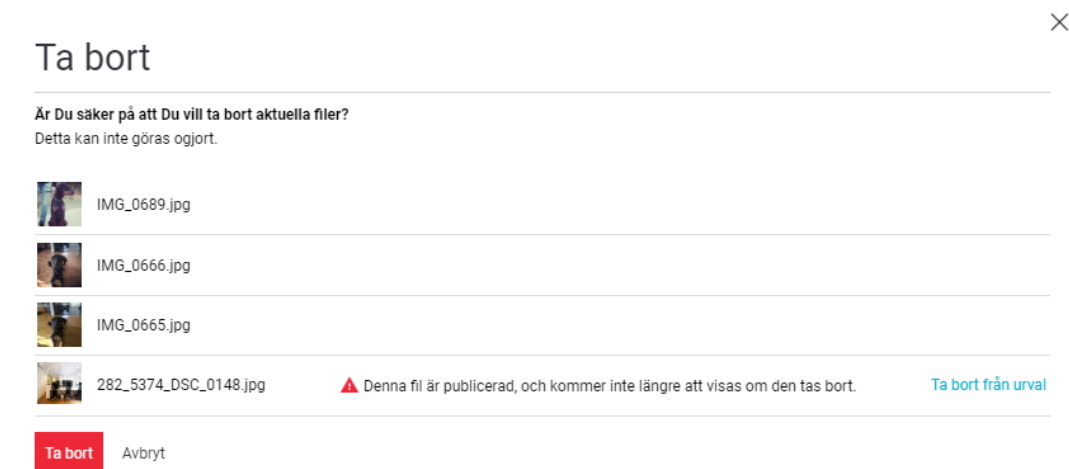 Ta bort
Är Du säker på att Du vill ta bort aktuella filer?
Detta kan inte göras ogjort.
IMG_0689.jpg
IMG_0666.jpg
IMG_0665.jpg
282_5374_DSC_0148.jpg Denna fil är publicerad, och kommer inte längre att visas om den tas bort. Ta bort från urval
Ta bort Avbryt